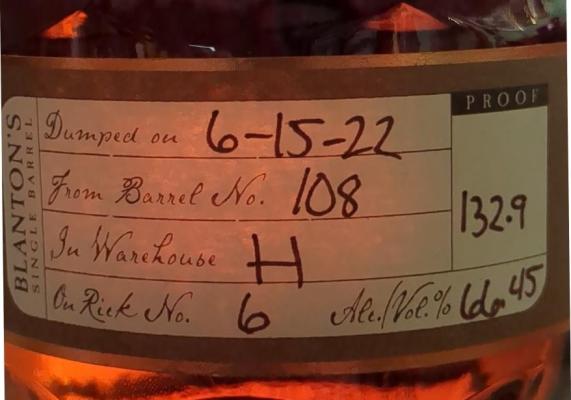 BLANTON'S
SINGLE BARREL
Dumped on 6-15-22
PROOF
132.9
From Barrel No. 108
In Warehouse H
On Rick No. 6 Alc./Vol.% 66.45